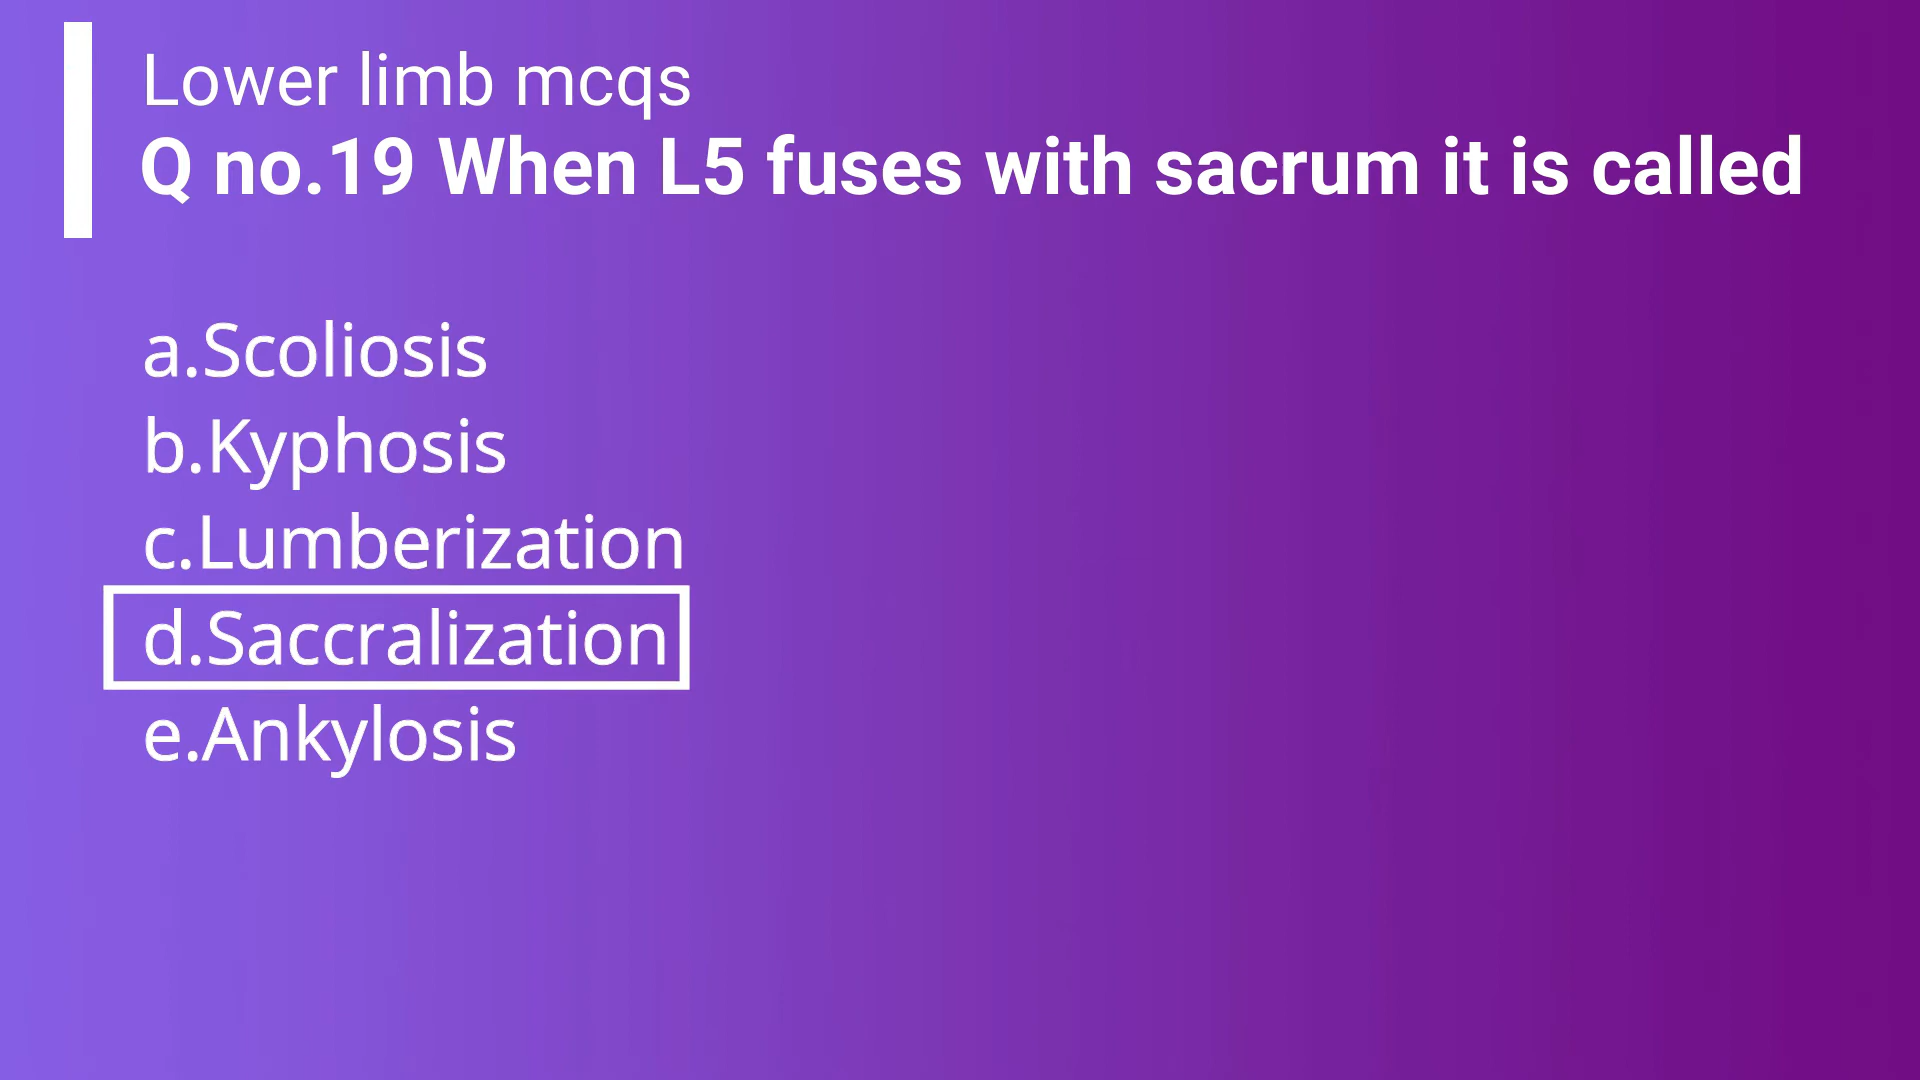 Lower limb mcqs
Q no.19 When L5 fuses with sacrum it is called
a.Scoliosis
b.Kyphosis
c.Lumberization
d.Saccralization
e.Ankylosis